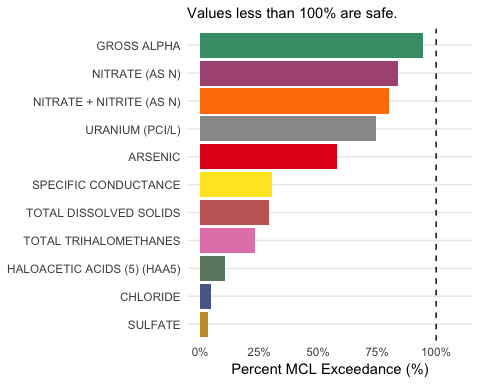 Values less than 100% are safe.
GROSS ALPHA
NITRATE (AS N)
NITRATE + NITRITE (AS N)
URANIUM (PCI/L)
ARSENIC
SPECIFIC CONDUCTANCE
TOTAL DISSOLVED SOLIDS
TOTAL TRIHALOMETHANES
HALOACETIC ACIDS (5) (HAA5)
CHLORIDE
SULFATE
0% 25% 50% 75% 100%
Percent MCL Exceedance (%)